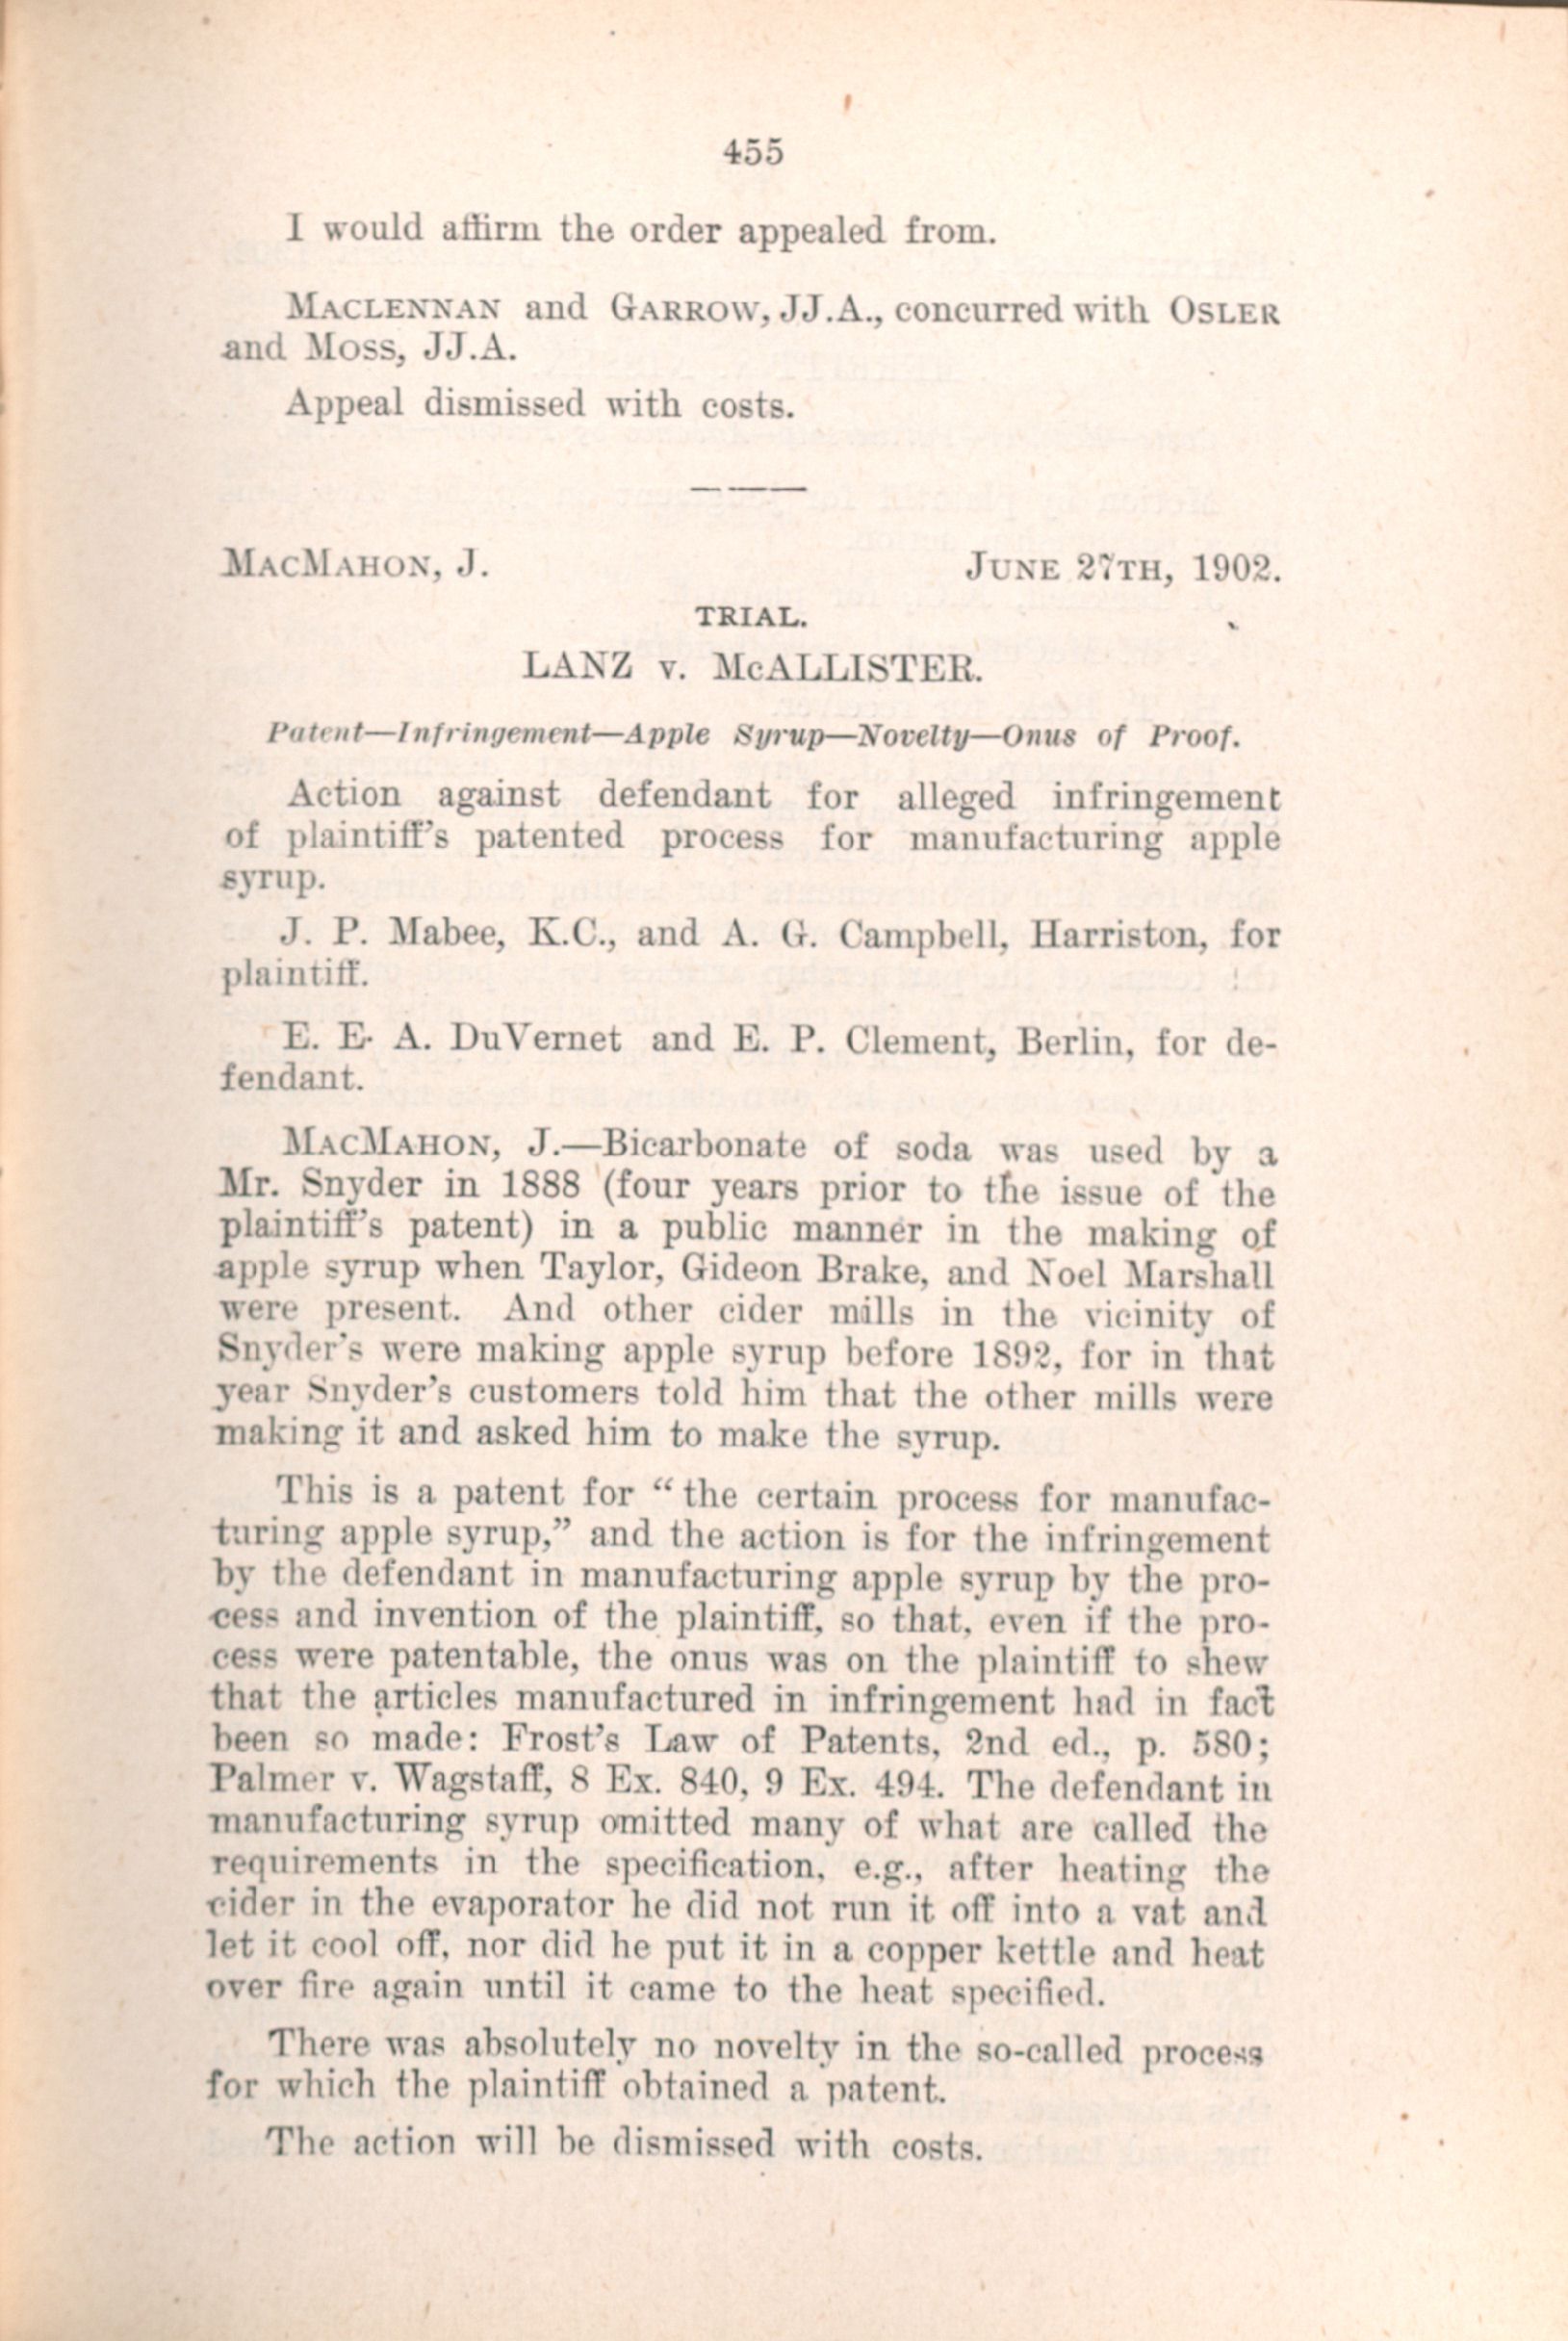 455
I would affirm the order appealed from.
MACLENNAN and GARROW, JJ.A., concurred with OSLER
and Moss, JJ.A.
Appeal dismissed with costs.
MACMAHON, J. JUNE 27TH, 1902.
TRIAL.
LANZ v. McALLISTER.
Patent—Infringement—Apple Syrup—Novelty—Onus of Proof.
Action against defendant for alleged infringement
of plaintiff's patented process for manufacturing apple
syrup.
J. P. Mabee, K.C., and A. G. Campbell, Harriston, for
plaintiff.
E. E. A. DuVernet and E. P. Clement, Berlin, for de-
fendant.
MACMAHON, J.—Bicarbonate of soda was used by a
Mr. Snyder in 1888 (four years prior to the issue of the
plaintiff's patent) in a public manner in the making of
apple syrup when Taylor, Gideon Brake, and Noel Marshall
were present. And other cider mills in the vicinity of
Snyder's were making apple syrup before 1892, for in that
year Snyder's customers told him that the other mills were
making it and asked him to make the syrup.
This is a patent for "the certain process for manufac-
turing apple syrup," and the action is for the infringement
by the defendant in manufacturing apple syrup by the pro-
cess and invention of the plaintiff, so that, even if the pro-
cess were patentable, the onus was on the plaintiff to shew
that the articles manufactured in infringement had in fact
been so made: Frost's Law of Patents, 2nd ed., p. 580;
Palmer v. Wagstaff, 8 Ex. 840, 9 Ex. 494. The defendant in
manufacturing syrup omitted many of what are called the
requirements in the specification, e.g., after heating the
cider in the evaporator he did not run it off into a vat and
let it cool off, nor did he put it in a copper kettle and heat
over fire again until it came to the heat specified.
There was absolutely no novelty in the so-called process
for which the plaintiff obtained a patent.
The action will be dismissed with costs.